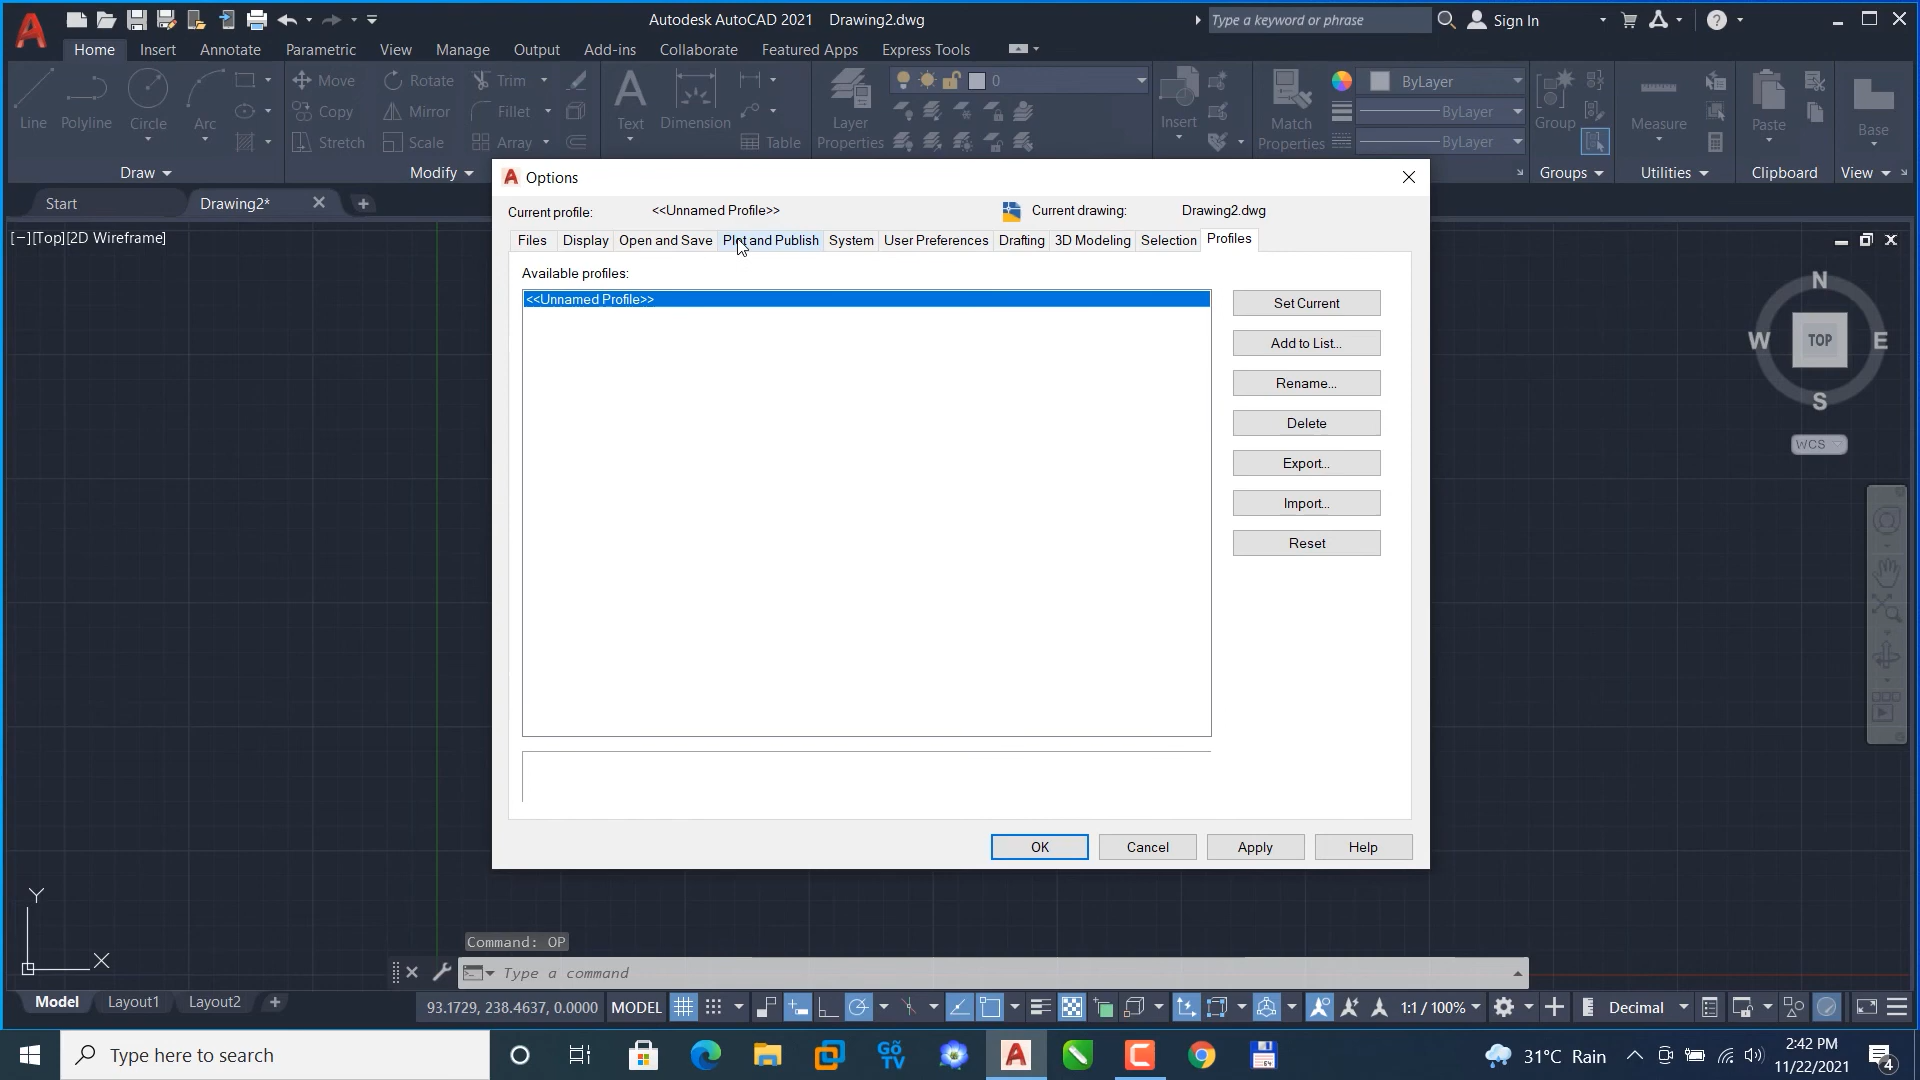 Autodesk AutoCAD 2021 Drawing2.dwg
Type a keyword or phrase
Sign In
Home Insert Annotate Parametric View Manage Output Add-ins Collaborate Featured Apps Express Tools
Line Polyline Circle Arc
Move Rotate Trim
Copy Mirror Fillet
Stretch Scale Array
Text Dimension Table
Layer Properties
0
Insert
Match Properties
ByLayer
ByLayer
ByLayer
Group Measure Paste Base
Draw Modify Groups Utilities Clipboard View
Start Drawing2*
[−][Top][2D Wireframe]
Options
Current profile: <<Unnamed Profile>> Current drawing: Drawing2.dwg
Files Display Open and Save Plot and Publish System User Preferences Drafting 3D Modeling Selection Profiles
Available profiles:
<<Unnamed Profile>>
Set Current
Add to List...
Rename...
Delete
Export...
Import...
Reset
OK Cancel Apply Help
N
W TOP E
S
WCS
Y
X
Command: OP
Type a command
Model Layout1 Layout2
93.1729, 238.4637, 0.0000 MODEL 1:1 / 100% Decimal
Type here to search
Gõ
TV
64
31°C Rain
2:42 PM
11/22/2021
4